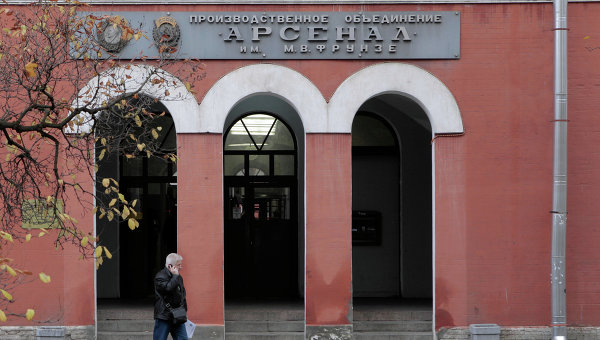 ПРОИЗВОДСТВЕННОЕ ОБЪЕДИНЕНИЕ
·АРСЕНАЛ·
ИМ. М.В.ФРУНЗЕ